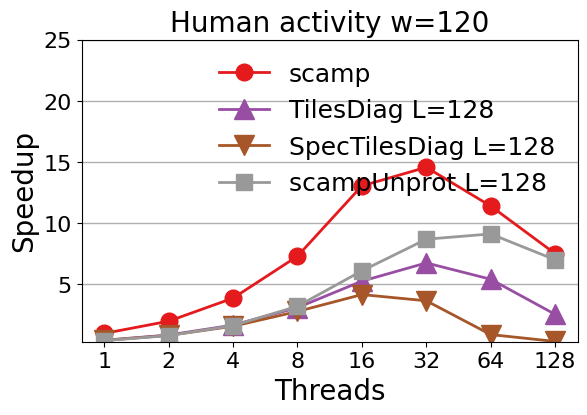 Human activity w=120
25
20
15
10
5
Speedup
scamp
TilesDiag L=128
SpecTilesDiag L=128
scampUnprot L=128
1 2 4 8 16 32 64 128
Threads